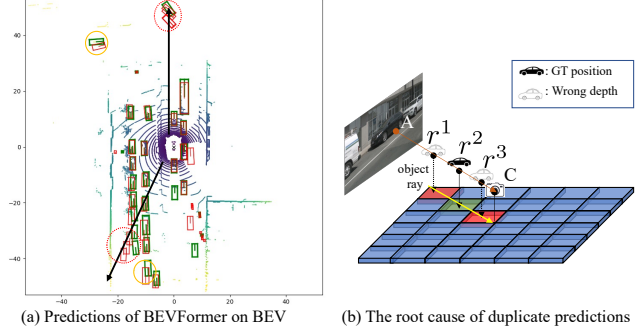 40
20
0
−20
−40
−40
−20
0
20
40
(a) Predictions of BEVFormer on BEV
: GT position
: Wrong depth
A
r1
r2
r3
C
object
ray
(b) The root cause of duplicate predictions